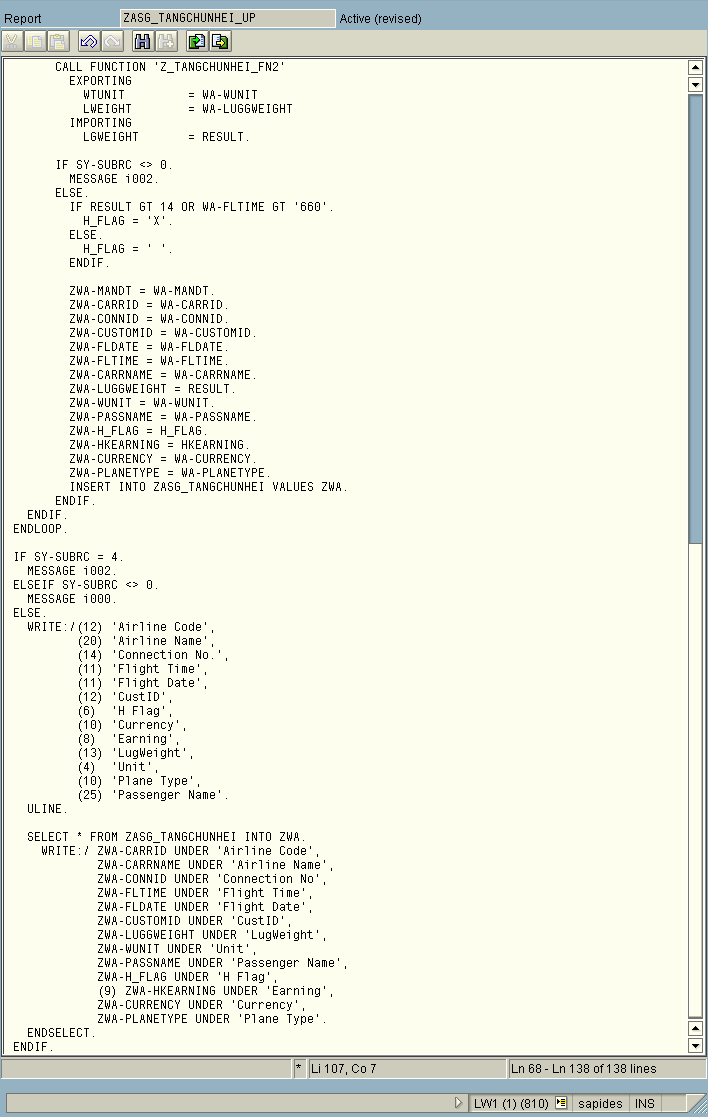 Report ZASG_TANGCHUNHEI_UP Active (revised)
CALL FUNCTION 'Z_TANGCHUNHEI_FN2'
EXPORTING
WTUNIT = WA-WUNIT
LWEIGHT = WA-LUGGWEIGHT
IMPORTING
LGWEIGHT = RESULT.
IF SY-SUBRC <> 0.
MESSAGE i002.
ELSE.
IF RESULT GT 14 OR WA-FLTIME GT '660'.
H_FLAG = 'X'.
ELSE.
H_FLAG = ' '.
ENDIF.
ZWA-MANDT = WA-MANDT.
ZWA-CARRID = WA-CARRID.
ZWA-CONNID = WA-CONNID.
ZWA-CUSTOMID = WA-CUSTOMID.
ZWA-FLDATE = WA-FLDATE.
ZWA-FLTIME = WA-FLTIME.
ZWA-CARRNAME = WA-CARRNAME.
ZWA-LUGGWEIGHT = RESULT.
ZWA-WUNIT = WA-WUNIT.
ZWA-PASSNAME = WA-PASSNAME.
ZWA-H_FLAG = H_FLAG.
ZWA-HKEARNING = HKEARNING.
ZWA-CURRENCY = WA-CURRENCY.
ZWA-PLANETYPE = WA-PLANETYPE.
INSERT INTO ZASG_TANGCHUNHEI VALUES ZWA.
ENDIF.
ENDIF.
ENDLOOP.
IF SY-SUBRC = 4.
MESSAGE i002.
ELSEIF SY-SUBRC <> 0.
MESSAGE i000.
ELSE.
WRITE:/(12) 'Airline Code',
(20) 'Airline Name',
(14) 'Connection No.',
(11) 'Flight Time',
(11) 'Flight Date',
(12) 'CustID',
(6) 'H Flag',
(10) 'Currency',
(8) 'Earning',
(13) 'LugWeight',
(4) 'Unit',
(10) 'Plane Type',
(25) 'Passenger Name'.
ULINE.
SELECT * FROM ZASG_TANGCHUNHEI INTO ZWA.
WRITE:/ ZWA-CARRID UNDER 'Airline Code',
ZWA-CARRNAME UNDER 'Airline Name',
ZWA-CONNID UNDER 'Connection No',
ZWA-FLTIME UNDER 'Flight Time',
ZWA-FLDATE UNDER 'Flight Date',
ZWA-CUSTOMID UNDER 'CustID',
ZWA-LUGGWEIGHT UNDER 'LugWeight',
ZWA-WUNIT UNDER 'Unit',
ZWA-PASSNAME UNDER 'Passenger Name',
ZWA-H_FLAG UNDER 'H Flag',
(9) ZWA-HKEARNING UNDER 'Earning',
ZWA-CURRENCY UNDER 'Currency',
ZWA-PLANETYPE UNDER 'Plane Type'.
ENDSELECT.
ENDIF.
* Li 107, Co 7 Ln 68 - Ln 138 of 138 lines
LW1 (1) (810) sapides INS